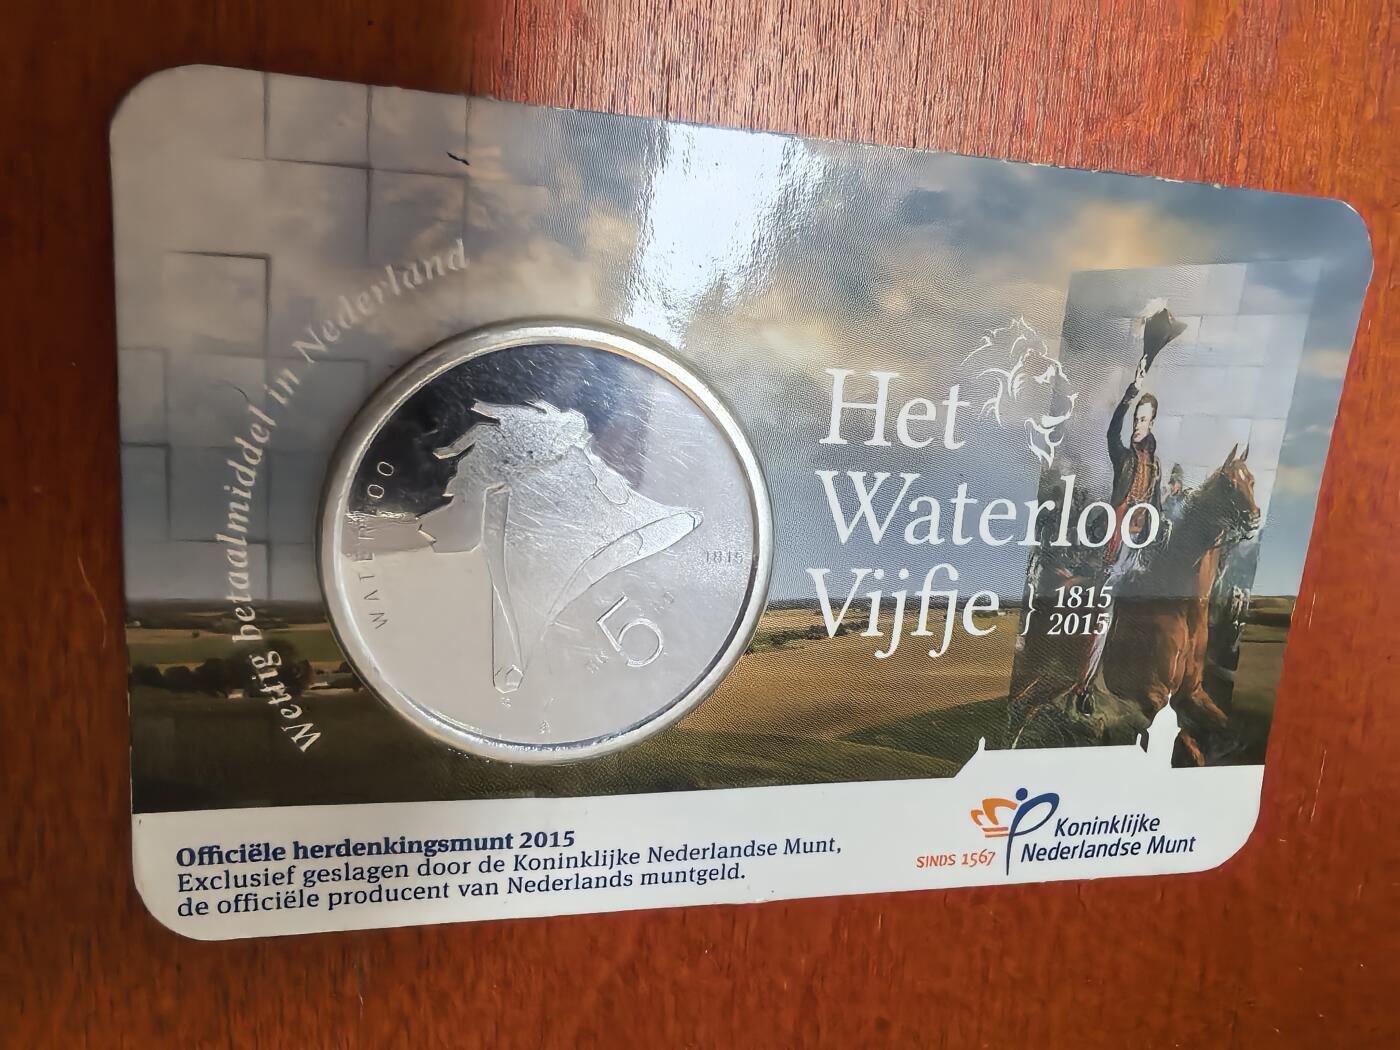 Wettig betaalmiddel in Nederland
WATERLOO
1815
5
Het
Waterloo
Vijfje } 1815
2015
Officiële herdenkingsmunt 2015
Exclusief geslagen door de Koninklijke Nederlandse Munt,
de officiële producent van Nederlands muntgeld.
SINDS 1567
Koninklijke
Nederlandse Munt